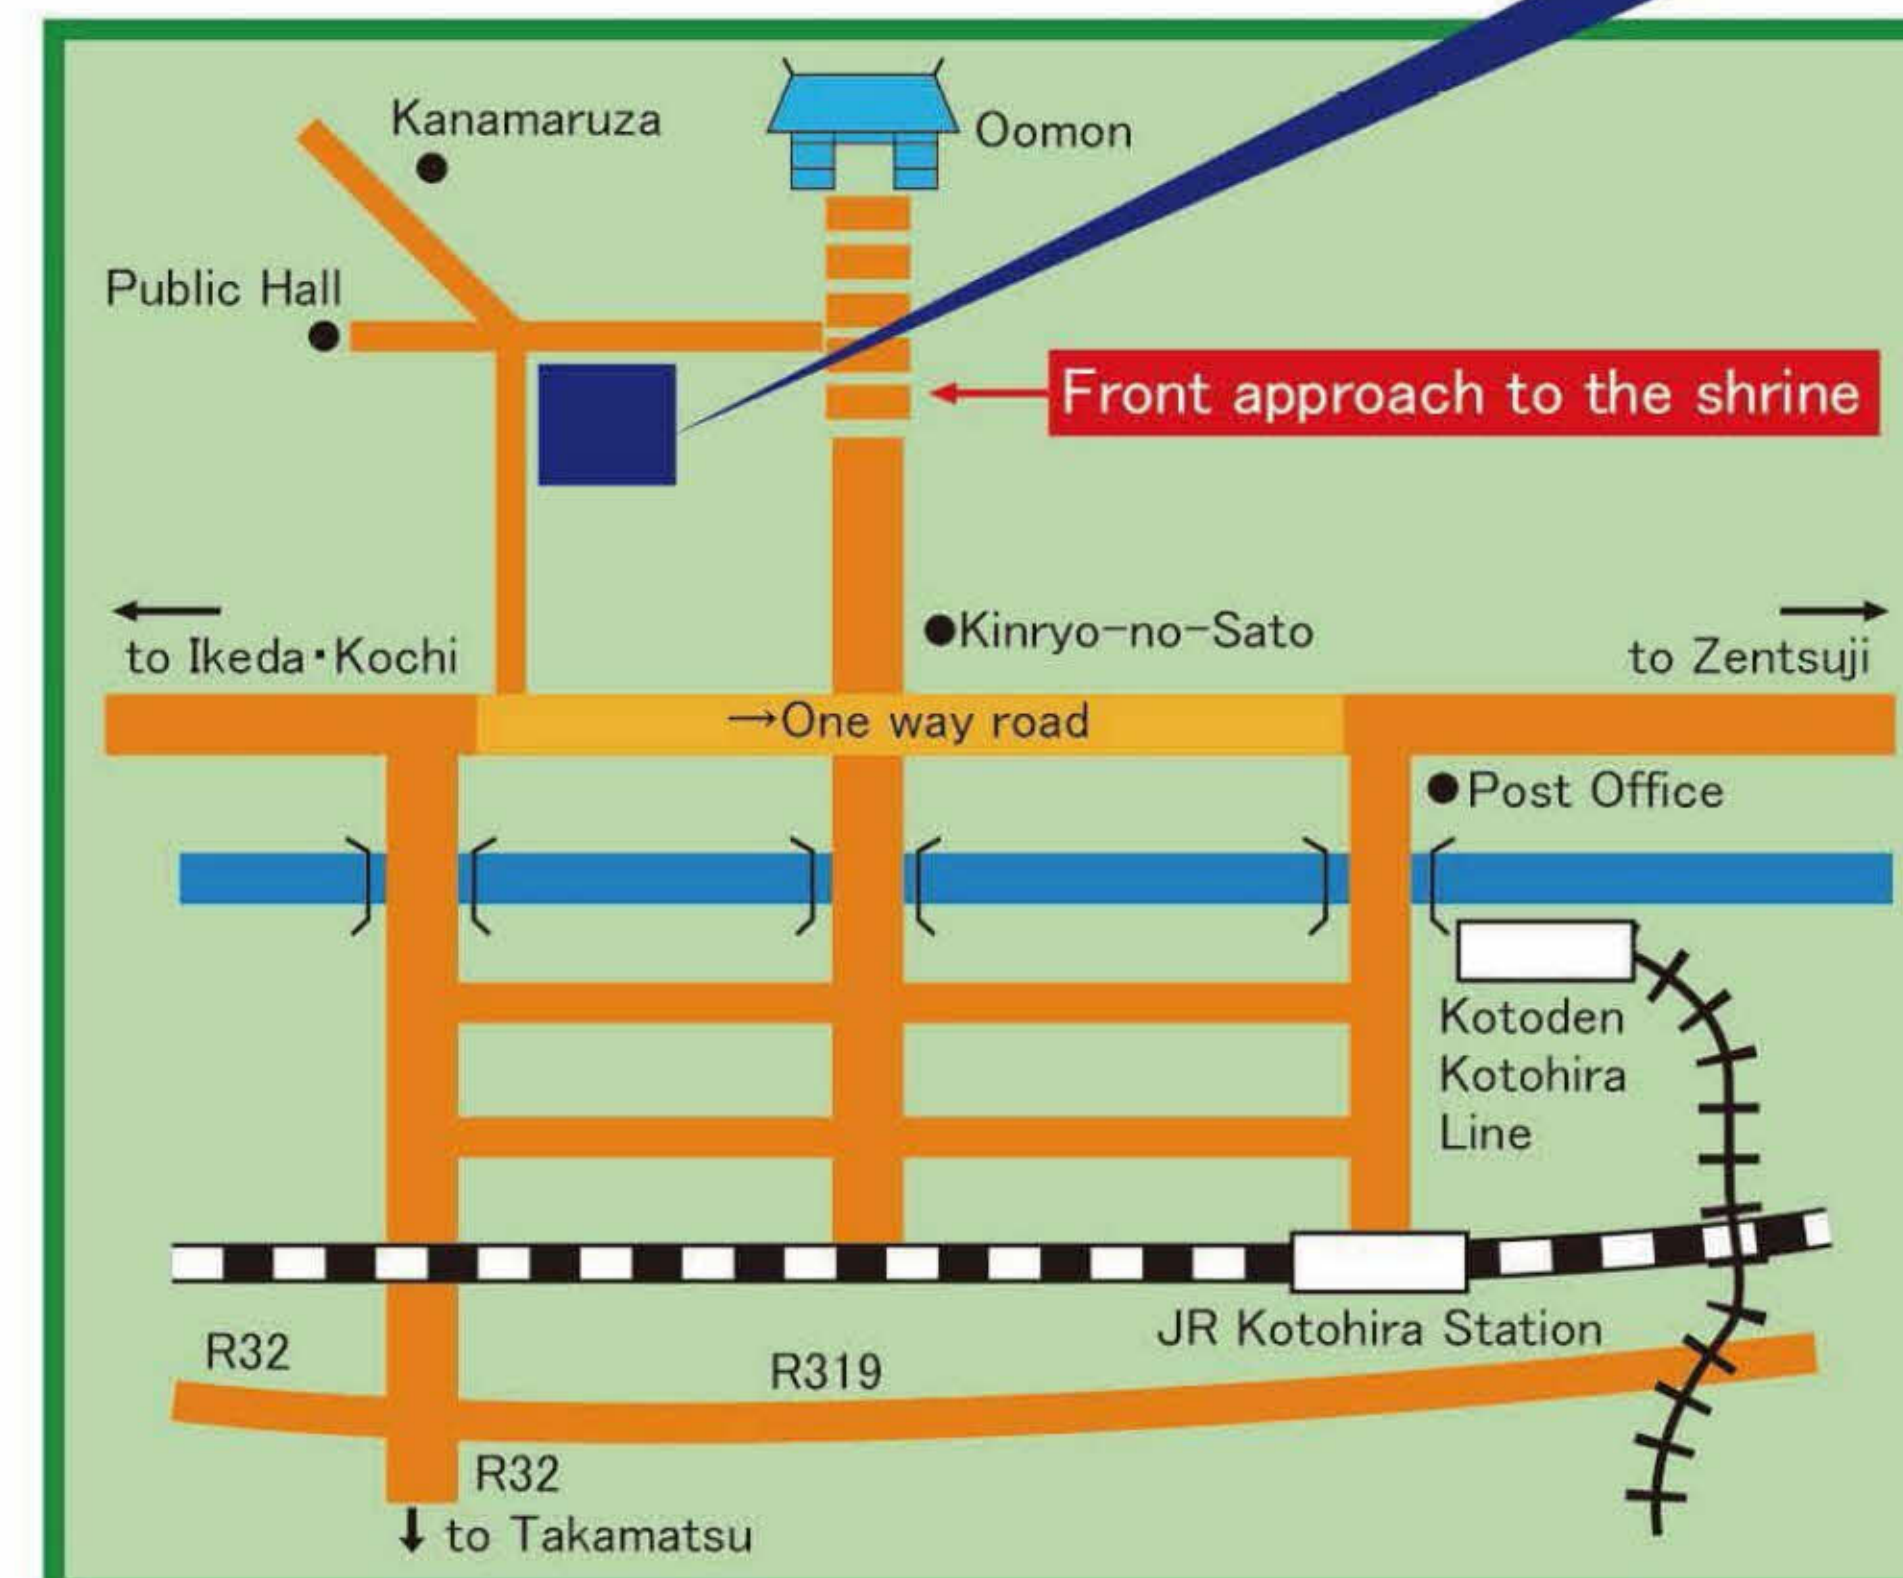 Kanamaruza
Oomon
Public Hall
Front approach to the shrine
to Ikeda・Kochi
●Kinryo-no-Sato
to Zentsuji
→One way road
Post Office
Kotoden
Kotohira
Line
JR Kotohira Station
R32
R319
R32
to Takamatsu